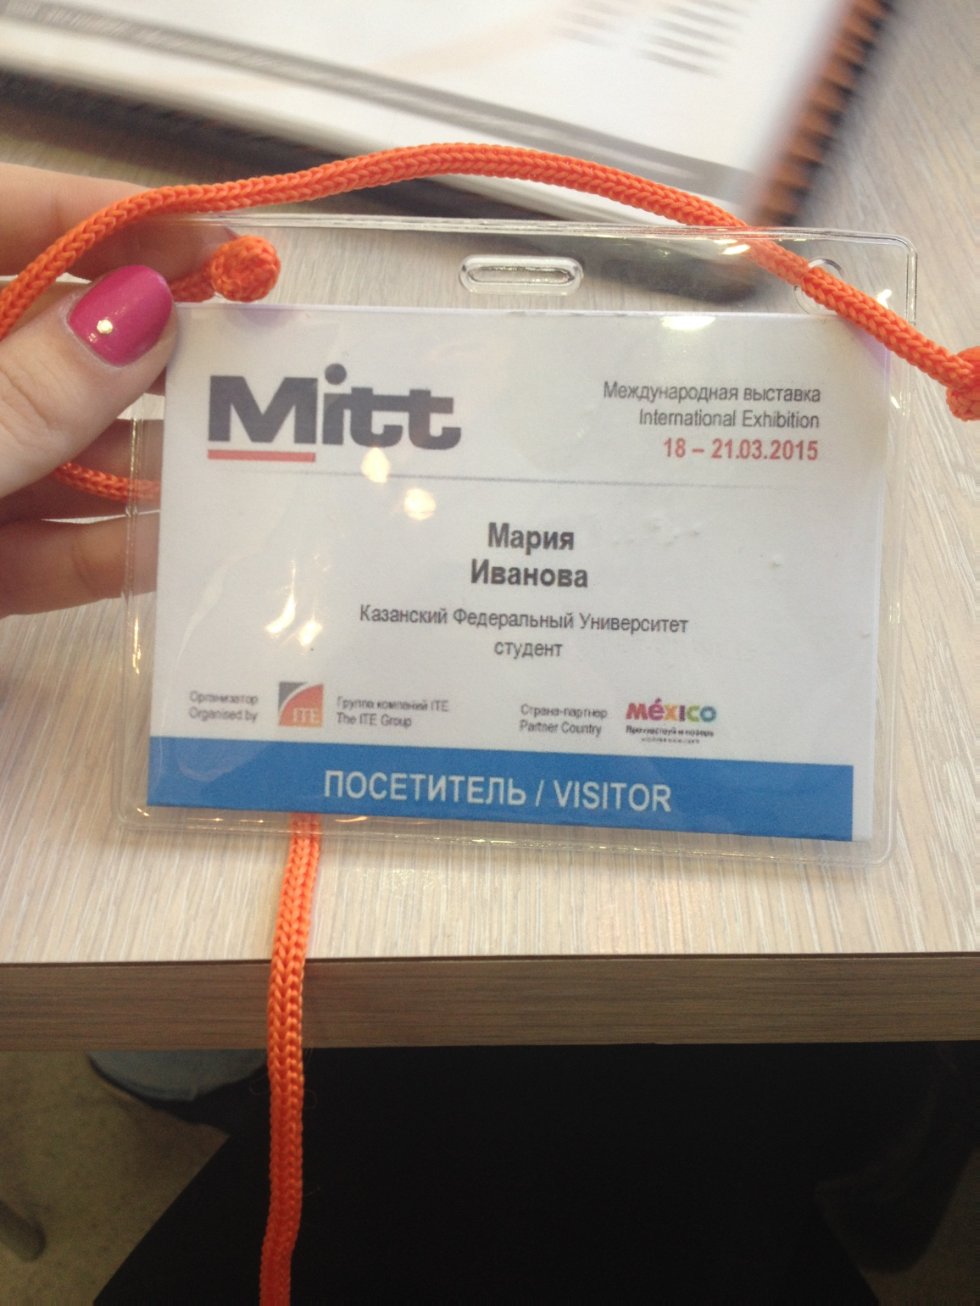 Mitt
Международная выставка
International Exhibition
18 – 21.03.2015
Мария
Иванова
Казанский Федеральный Университет
студент
Организатор
Organised by
ITE
Группа компаний ITE
The ITE Group
Страна-партнер
Partner Country
MéXICO
ПОСЕТИТЕЛЬ / VISITOR